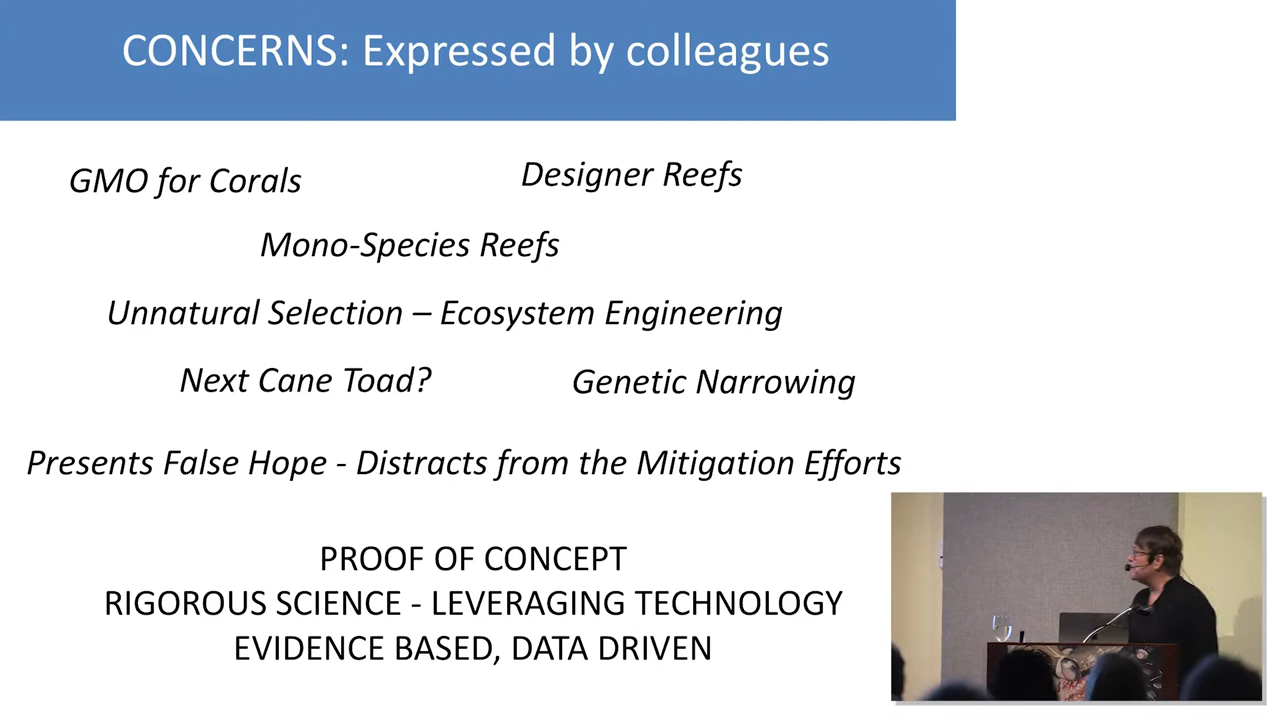 CONCERNS: Expressed by colleagues
GMO for Corals
Designer Reefs
Mono-Species Reefs
Unnatural Selection – Ecosystem Engineering
Next Cane Toad?
Genetic Narrowing
Presents False Hope - Distracts from the Mitigation Efforts
PROOF OF CONCEPT
RIGOROUS SCIENCE - LEVERAGING TECHNOLOGY
EVIDENCE BASED, DATA DRIVEN